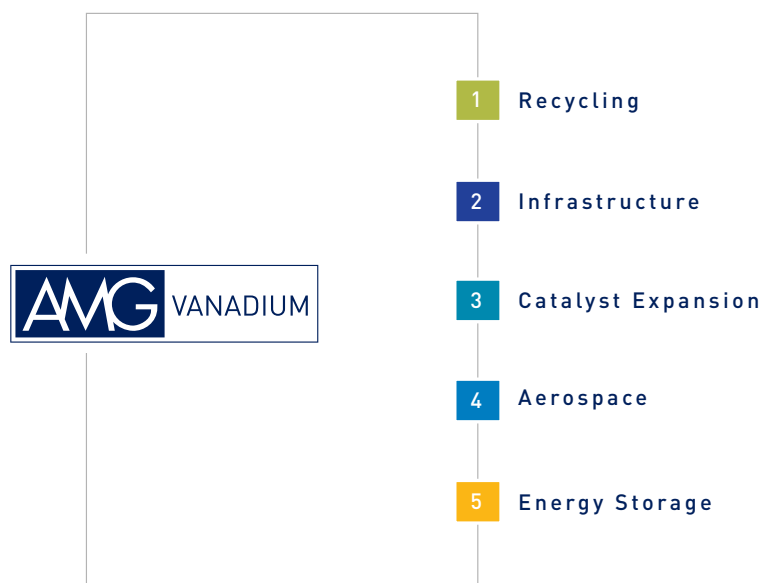 1 Recycling
2 Infrastructure
AMG VANADIUM
3 Catalyst Expansion
4 Aerospace
5 Energy Storage